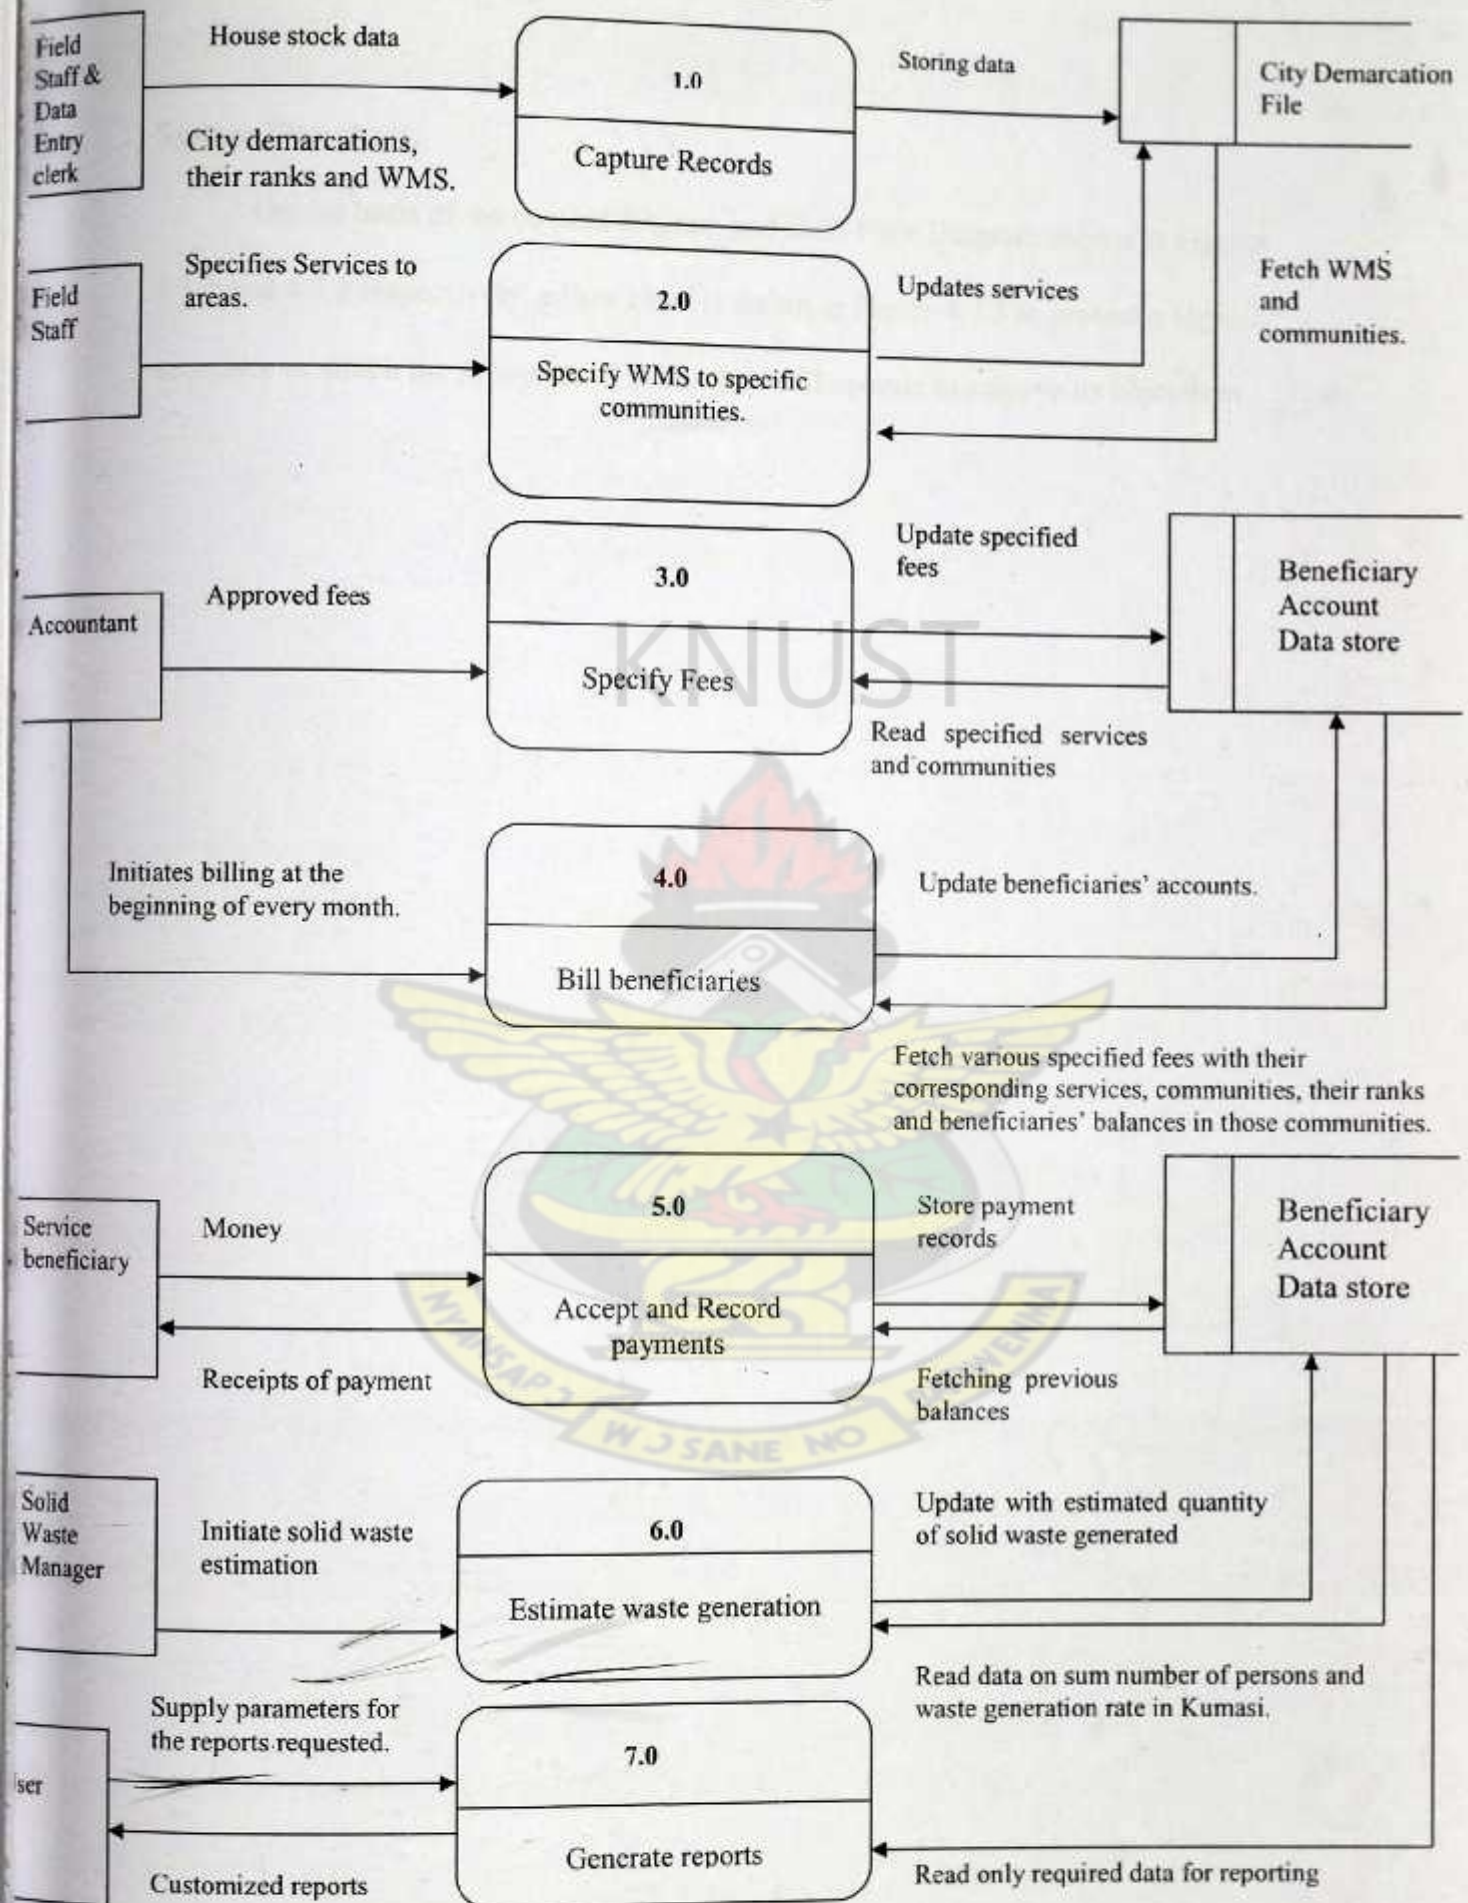 Field
Staff &
Data
Entry
clerk
House stock data
City demarcations,
their ranks and WMS.
1.0
Capture Records
Storing data
City Demarcation
File
Field
Staff
Specifies Services to
areas.
2.0
Specify WMS to specific
communities.
Updates services
Fetch WMS
and
communities.
Accountant
Approved fees
3.0
Specify Fees
Update specified
fees
Read specified services
and communities
Beneficiary
Account
Data store
KNUST
Initiates billing at the
beginning of every month.
4.0
Bill beneficiaries
Update beneficiaries' accounts.
Fetch various specified fees with their
corresponding services, communities, their ranks
and beneficiaries' balances in those communities.
Service
beneficiary
Money
Receipts of payment
5.0
Accept and Record
payments
Store payment
records
Fetching previous
balances
Beneficiary
Account
Data store
W Ɔ SANE NO
Solid
Waste
Manager
Initiate solid waste
estimation
6.0
Estimate waste generation
Update with estimated quantity
of solid waste generated
Read data on sum number of persons and
waste generation rate in Kumasi.
ser
Supply parameters for
the reports requested.
Customized reports
7.0
Generate reports
Read only required data for reporting